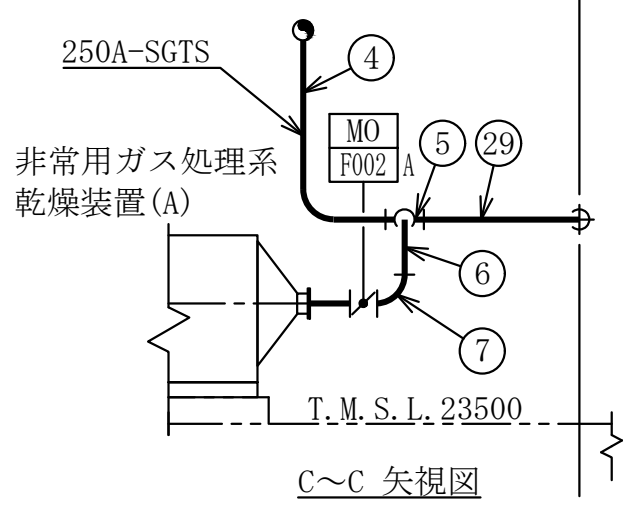 250A-SGTS
4
MO
F002 A
5
29
非常用ガス処理系
乾燥装置(A)
6
7
T.M.S.L.23500
C～C 矢視図